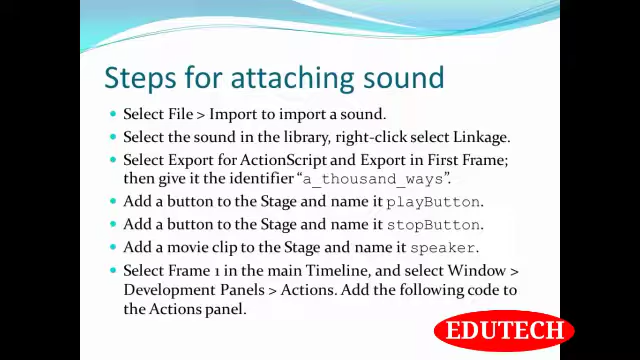 Steps for attaching sound
Select File > Import to import a sound.
Select the sound in the library, right-click select Linkage.
Select Export for ActionScript and Export in First Frame;
then give it the identifier “a_thousand_ways”.
Add a button to the Stage and name it playButton.
Add a button to the Stage and name it stopButton.
Add a movie clip to the Stage and name it speaker.
Select Frame 1 in the main Timeline, and select Window >
Development Panels > Actions. Add the following code to
the Actions panel.
EDUTECH